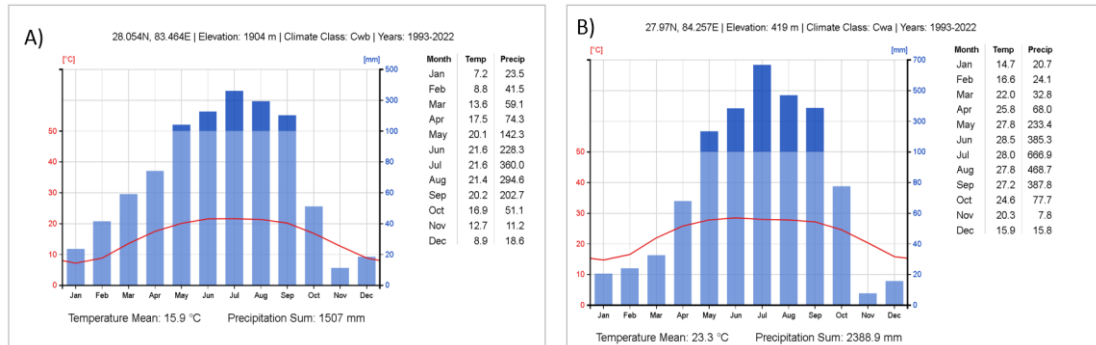 A)
28.054N, 83.464E | Elevation: 1904 m | Climate Class: Cwb | Years: 1993-2022
[°C] [mm]
500
300
50 100
40 80
30 60
20 40
10 20
0 0
Jan Feb Mar Apr May Jun Jul Aug Sep Oct Nov Dec
Temperature Mean: 15.9 °C Precipitation Sum: 1507 mm
Month Temp Precip
Jan 7.2 23.5
Feb 8.8 41.5
Mar 13.6 59.1
Apr 17.5 74.3
May 20.1 142.3
Jun 21.6 228.3
Jul 21.6 360.0
Aug 21.4 294.6
Sep 20.2 202.7
Oct 16.9 51.1
Nov 12.7 11.2
Dec 8.9 18.6
B)
27.97N, 84.257E | Elevation: 419 m | Climate Class: Cwa | Years: 1993-2022
[°C] [mm]
700
500
300
50 100
40 80
30 60
20 40
10 20
0 0
Jan Feb Mar Apr May Jun Jul Aug Sep Oct Nov Dec
Temperature Mean: 23.3 °C Precipitation Sum: 2388.9 mm
Month Temp Precip
Jan 14.7 20.7
Feb 16.6 24.1
Mar 22.0 32.8
Apr 25.8 68.0
May 27.8 233.4
Jun 28.5 385.3
Jul 28.0 666.9
Aug 27.8 468.7
Sep 27.2 387.8
Oct 24.6 77.7
Nov 20.3 7.8
Dec 15.9 15.8